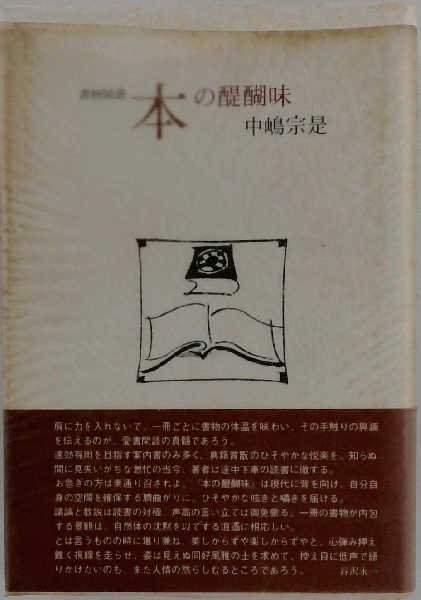 書物随筆
本の醍醐味
中嶋宗是
肩に力を入れないで、一冊ごとに書物の体温を味わい、その手触りの興趣
を伝えるのが、愛書閑談の真髄であろう。
速効有用を目指す案内書のみ多く、典籍賞翫のひそやかな悦楽を、知らぬ
間に見失いがちな怱忙の当今、著者は途中下車の読書に徹する。
お急ぎの方は素通り召されよ。「本の醍醐味」は現代に背を向け、自分自
身の空間を確保する臍曲がりに、ひそやかな呟きと囁きを届ける。
議論と教説は読書の対極、声高の言い立ては御免蒙る。一冊の書物が内包
する景観は、自然体の沈黙を以てする逍遥に相応しい。
とは言うものの時に堪り兼ね、美しからずや楽しからずやと、心弾み押え
難く視線を走らせ、姿は見えぬ同好風雅の士を求めて、控え目に低声で語
りかけたいのも、また人情の然らしむるところであろう。
谷沢永一